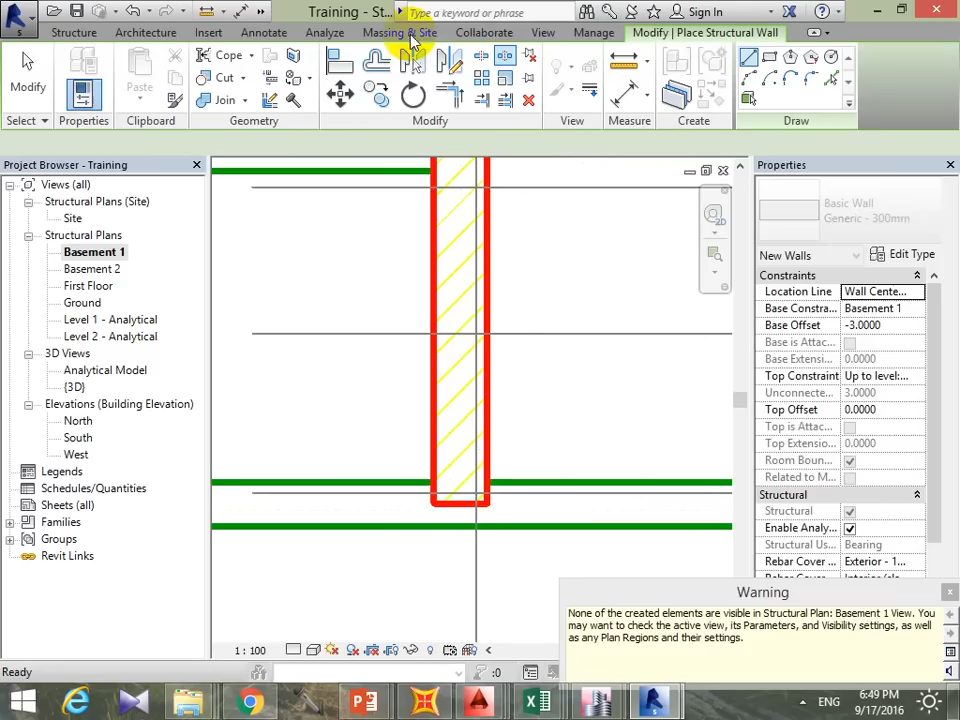 Training - St...
Type a keyword or phrase
Sign In
Structure
Architecture
Insert
Annotate
Analyze
Massing & Site
Collaborate
View
Manage
Modify | Place Structural Wall
Modify
Paste
Cope
Cut
Join
Select
Properties
Clipboard
Geometry
Modify
View
Measure
Create
Draw
Project Browser - Training
Views (all)
Structural Plans (Site)
Site
Structural Plans
Basement 1
Basement 2
First Floor
Ground
Level 1 - Analytical
Level 2 - Analytical
3D Views
Analytical Model
{3D}
Elevations (Building Elevation)
North
South
West
Legends
Schedules/Quantities
Sheets (all)
Families
Groups
Revit Links
2D
Properties
Basic Wall
Generic - 300mm
New Walls
Edit Type
Constraints
Location Line Wall Cente...
Base Constra... Basement 1
Base Offset -3.0000
Base is Attac...
Base Extensi... 0.0000
Top Constraint Up to level:...
Unconnecte... 3.0000
Top Offset 0.0000
Top is Attac...
Top Extensio... 0.0000
Room Boun...
Related to M...
Structural
Structural
Enable Analy...
Structural Us... Bearing
Rebar Cover ... Exterior - 1...
Warning
None of the created elements are visible in Structural Plan: Basement 1 View. You
may want to check the active view, its Parameters, and Visibility settings, as well
as any Plan Regions and their settings.
1 : 100
Ready
:0
ENG
6:49 PM
9/17/2016